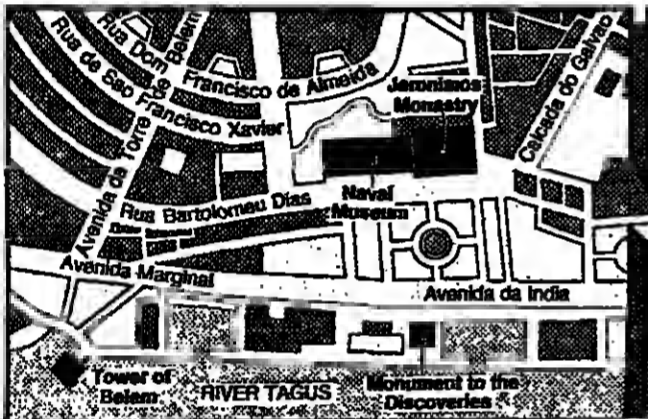 Rua Dom
Francisco de Almeida
Rua de Sao Francisco Xavier
Avenida da Torre de Belem
Jeronimos
Monastry
Calcada do Galvao
Naval
Museum
Rua Bartolomeu Dias
Avenida Marginal
Avenida da India
Tower of
Belem
RIVER TAGUS
Monument to the
Discoveries